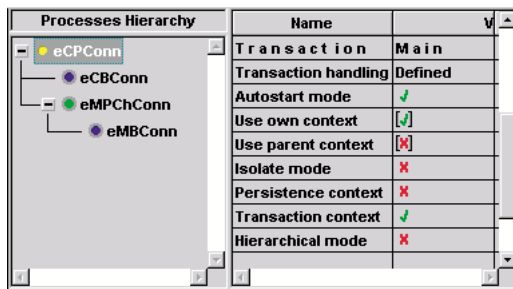 Processes Hierarchy
eCPConn
eCBConn
eMPChConn
eMBConn
Name V
Transaction Main
Transaction handling Defined
Autostart mode
Use own context
Use parent context
Isolate mode
Persistence context
Transaction context
Hierarchical mode